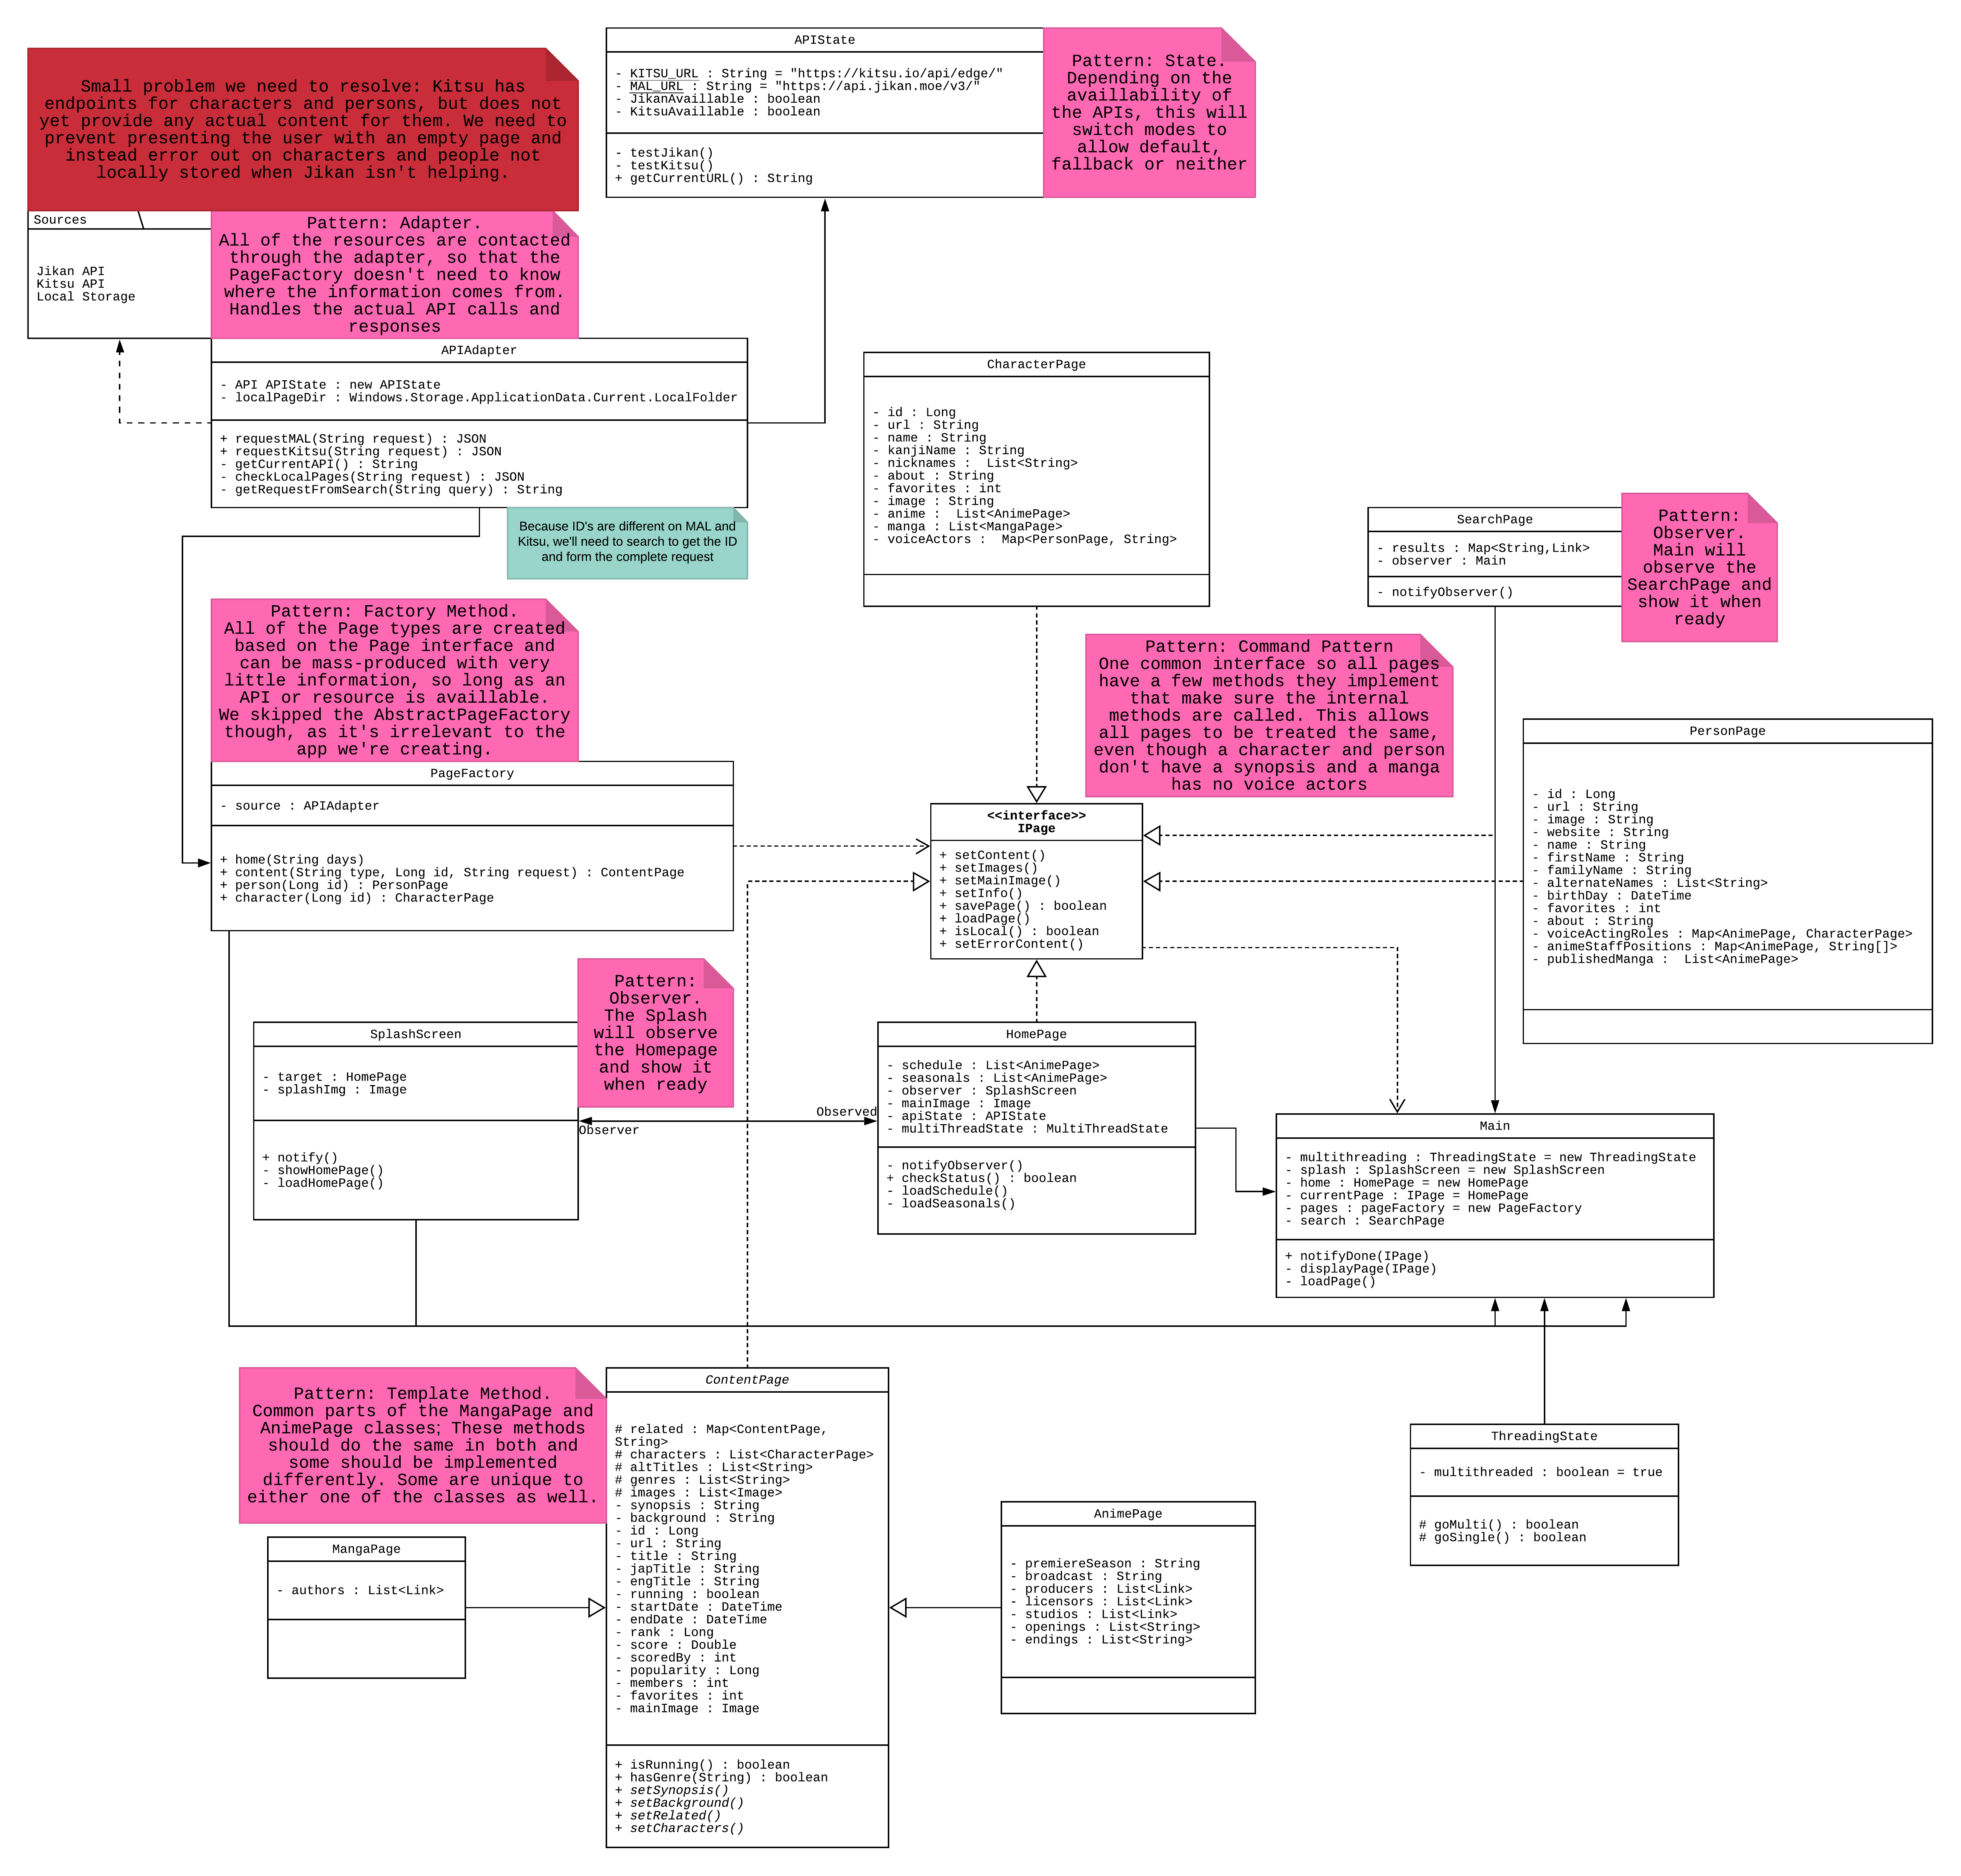 APIState
- KITSU_URL : String = "https://kitsu.io/api/edge/"
- MAL_URL : String = "https://api.jikan.moe/v3/"
- JikanAvaillable : boolean
- KitsuAvaillable : boolean
- testJikan()
- testKitsu()
+ getCurrentURL() : String
Pattern: State.
Depending on the
availlability of
the APIs, this will
switch modes to
allow default,
fallback or neither
Small problem we need to resolve: Kitsu has
endpoints for characters and persons, but does not
yet provide any actual content for them. We need to
prevent presenting the user with an empty page and
instead error out on characters and people not
locally stored when Jikan isn't helping.
Sources
Jikan API
Kitsu API
Local Storage
Pattern: Adapter.
All of the resources are contacted
through the adapter, so that the
PageFactory doesn't need to know
where the information comes from.
Handles the actual API calls and
responses
APIAdapter
- API APIState : new APIState
- localPageDir : Windows.Storage.ApplicationData.Current.LocalFolder
+ requestMAL(String request) : JSON
+ requestKitsu(String request) : JSON
- getCurrentAPI() : String
- checkLocalPages(String request) : JSON
- getRequestFromSearch(String query) : String
Because ID's are different on MAL and
Kitsu, we'll need to search to get the ID
and form the complete request
CharacterPage
- id : Long
- url : String
- name : String
- kanjiName : String
- nicknames :  List<String>
- about : String
- favorites : int
- image : String
- anime :  List<AnimePage>
- manga : List<MangaPage>
- voiceActors :  Map<PersonPage, String>
SearchPage
- results : Map<String,Link>
- observer : Main
- notifyObserver()
Pattern:
Observer.
Main will
observe the
SearchPage and
show it when
ready
Pattern: Factory Method.
All of the Page types are created
based on the Page interface and
can be mass-produced with very
little information, so long as an
API or resource is availlable.
We skipped the AbstractPageFactory
though, as it's irrelevant to the
app we're creating.
PageFactory
- source : APIAdapter
+ home(String days)
+ content(String type, Long id, String request) : ContentPage
+ person(Long id) : PersonPage
+ character(Long id) : CharacterPage
Pattern: Command Pattern
One common interface so all pages
have a few methods they implement
that make sure the internal
methods are called. This allows
all pages to be treated the same,
even though a character and person
don't have a synopsis and a manga
has no voice actors
<<interface>>
IPage
+ setContent()
+ setImages()
+ setMainImage()
+ setInfo()
+ savePage() : boolean
+ loadPage()
+ isLocal() : boolean
+ setErrorContent()
PersonPage
- id : Long
- url : String
- image : String
- website : String
- name : String
- firstName : String
- familyName : String
- alternateNames : List<String>
- birthDay : DateTime
- favorites : int
- about : String
- voiceActingRoles : Map<AnimePage, CharacterPage>
- animeStaffPositions : Map<AnimePage, String[]>
- publishedManga :  List<AnimePage>
Pattern:
Observer.
The Splash
will observe
the Homepage
and show it
when ready
SplashScreen
- target : HomePage
- splashImg : Image
+ notify()
- showHomePage()
- loadHomePage()
Observed
Observer
HomePage
- schedule : List<AnimePage>
- seasonals : List<AnimePage>
- observer : SplashScreen
- mainImage : Image
- apiState : APIState
- multiThreadState : MultiThreadState
- notifyObserver()
+ checkStatus() : boolean
- loadSchedule()
- loadSeasonals()
Main
- multithreading : ThreadingState = new ThreadingState
- splash : SplashScreen = new SplashScreen
- home : HomePage = new HomePage
- currentPage : IPage = HomePage
- pages : pageFactory = new PageFactory
- search : SearchPage
+ notifyDone(IPage)
- displayPage(IPage)
- loadPage()
Pattern: Template Method.
Common parts of the MangaPage and
AnimePage classes; These methods
should do the same in both and
some should be implemented
differently. Some are unique to
either one of the classes as well.
ContentPage
# related : Map<ContentPage,
String>
# characters : List<CharacterPage>
# altTitles : List<String>
# genres : List<String>
# images : List<Image>
- synopsis : String
- background : String
- id : Long
- url : String
- title : String
- japTitle : String
- engTitle : String
- running : boolean
- startDate : DateTime
- endDate : DateTime
- rank : Long
- score : Double
- scoredBy : int
- popularity : Long
- members : int
- favorites : int
- mainImage : Image
+ isRunning() : boolean
+ hasGenre(String) : boolean
+ setSynopsis()
+ setBackground()
+ setRelated()
+ setCharacters()
MangaPage
- authors : List<Link>
AnimePage
- premiereSeason : String
- broadcast : String
- producers : List<Link>
- licensors : List<Link>
- studios : List<Link>
- openings : List<String>
- endings : List<String>
ThreadingState
- multithreaded : boolean = true
# goMulti() : boolean
# goSingle() : boolean